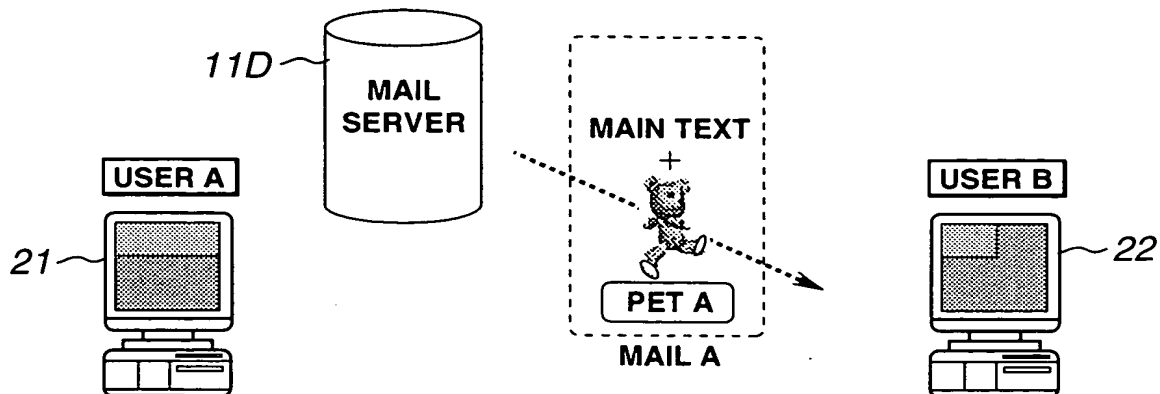 11D
MAIL
SERVER
MAIN TEXT
+
USER A
USER B
21
22
PET A
MAIL A